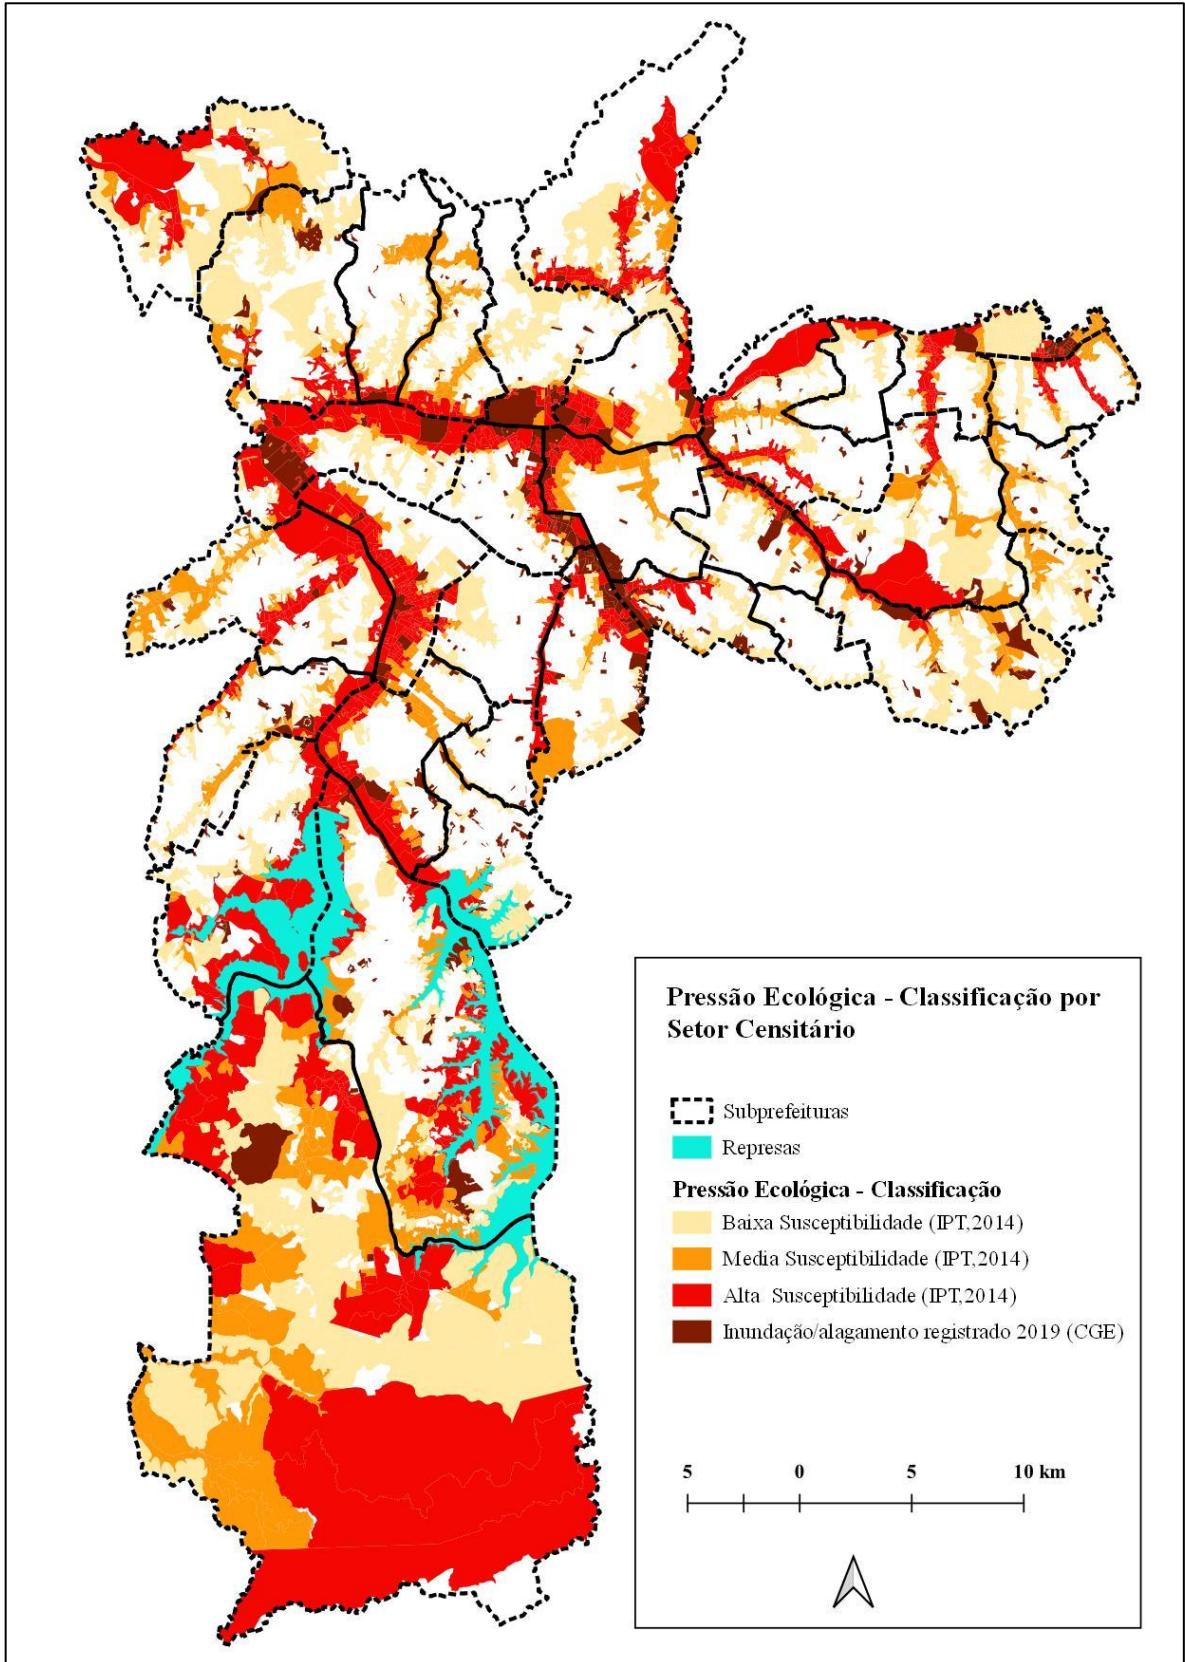 Pressão Ecológica - Classificação por
Setor Censitário
Subprefeituras
Represas
Pressão Ecológica - Classificação
Baixa Susceptibilidade (IPT,2014)
Media Susceptibilidade (IPT,2014)
Alta Susceptibilidade (IPT,2014)
Inundação/alagamento registrado 2019 (CGE)
5 0 5 10 km